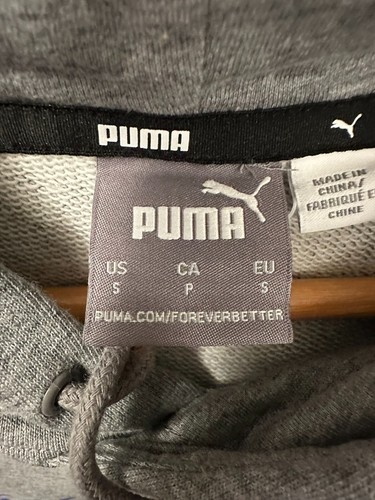 PUMA
PUMA
US CA EU
S P S
PUMA.COM/FOREVERBETTER
MADE IN
CHINA/
FABRIQUÉ EN
CHINE